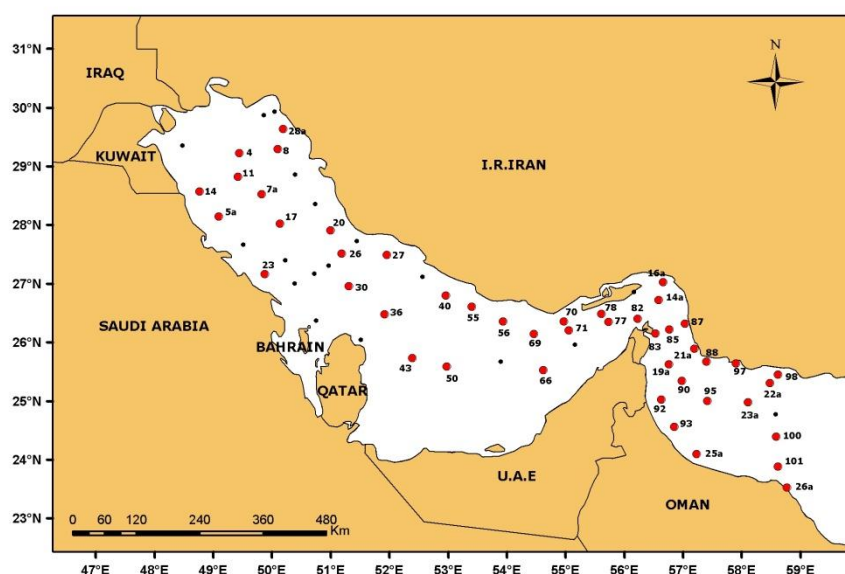 N
31°N
30°N
29°N
28°N
27°N
26°N
25°N
24°N
23°N
IRAQ
KUWAIT
I.R.IRAN
SAUDI ARABIA
BAHRAIN
QATAR
U.A.E
OMAN
28a
4
8
11
7a
14
5a
17
20
26
27
23
30
36
40
55
56
43
50
69
66
70
71
78
77
82
16a
14a
83
85
87
21a
88
19a
90
97
98
22a
92
95
23a
93
100
25a
101
26a
0 60 120 240 360 480
Km
47°E 48°E 49°E 50°E 51°E 52°E 53°E 54°E 55°E 56°E 57°E 58°E 59°E